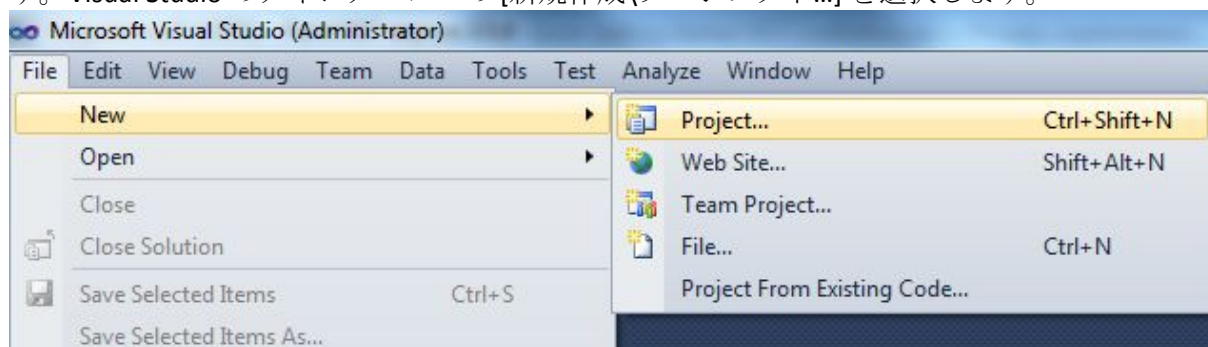 Microsoft Visual Studio (Administrator)
File Edit View Debug Team Data Tools Test Analyze Window Help
New
Project... Ctrl+Shift+N
Open
Web Site... Shift+Alt+N
Close
Team Project...
Close Solution
File... Ctrl+N
Save Selected Items Ctrl+S
Project From Existing Code...
Save Selected Items As...